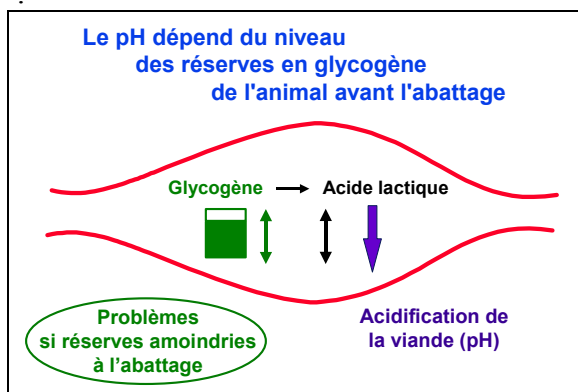 Le pH dépend du niveau
des réserves en glycogène
de l'animal avant l'abattage
Glycogène → Acide lactique
Problèmes
si réserves amoindries
à l'abattage
Acidification de
la viande (pH)